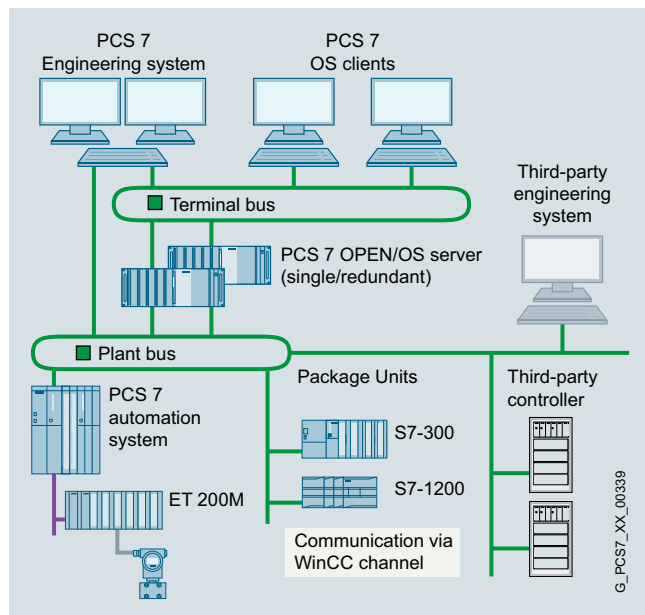 PCS 7
Engineering system
PCS 7
OS clients
Terminal bus
Third-party
engineering
system
PCS 7 OPEN/OS server
(single/redundant)
Plant bus
PCS 7
automation
system
Package Units
Third-party
controller
S7-300
S7-1200
ET 200M
Communication via
WinCC channel
G_PCS7_XX_00339